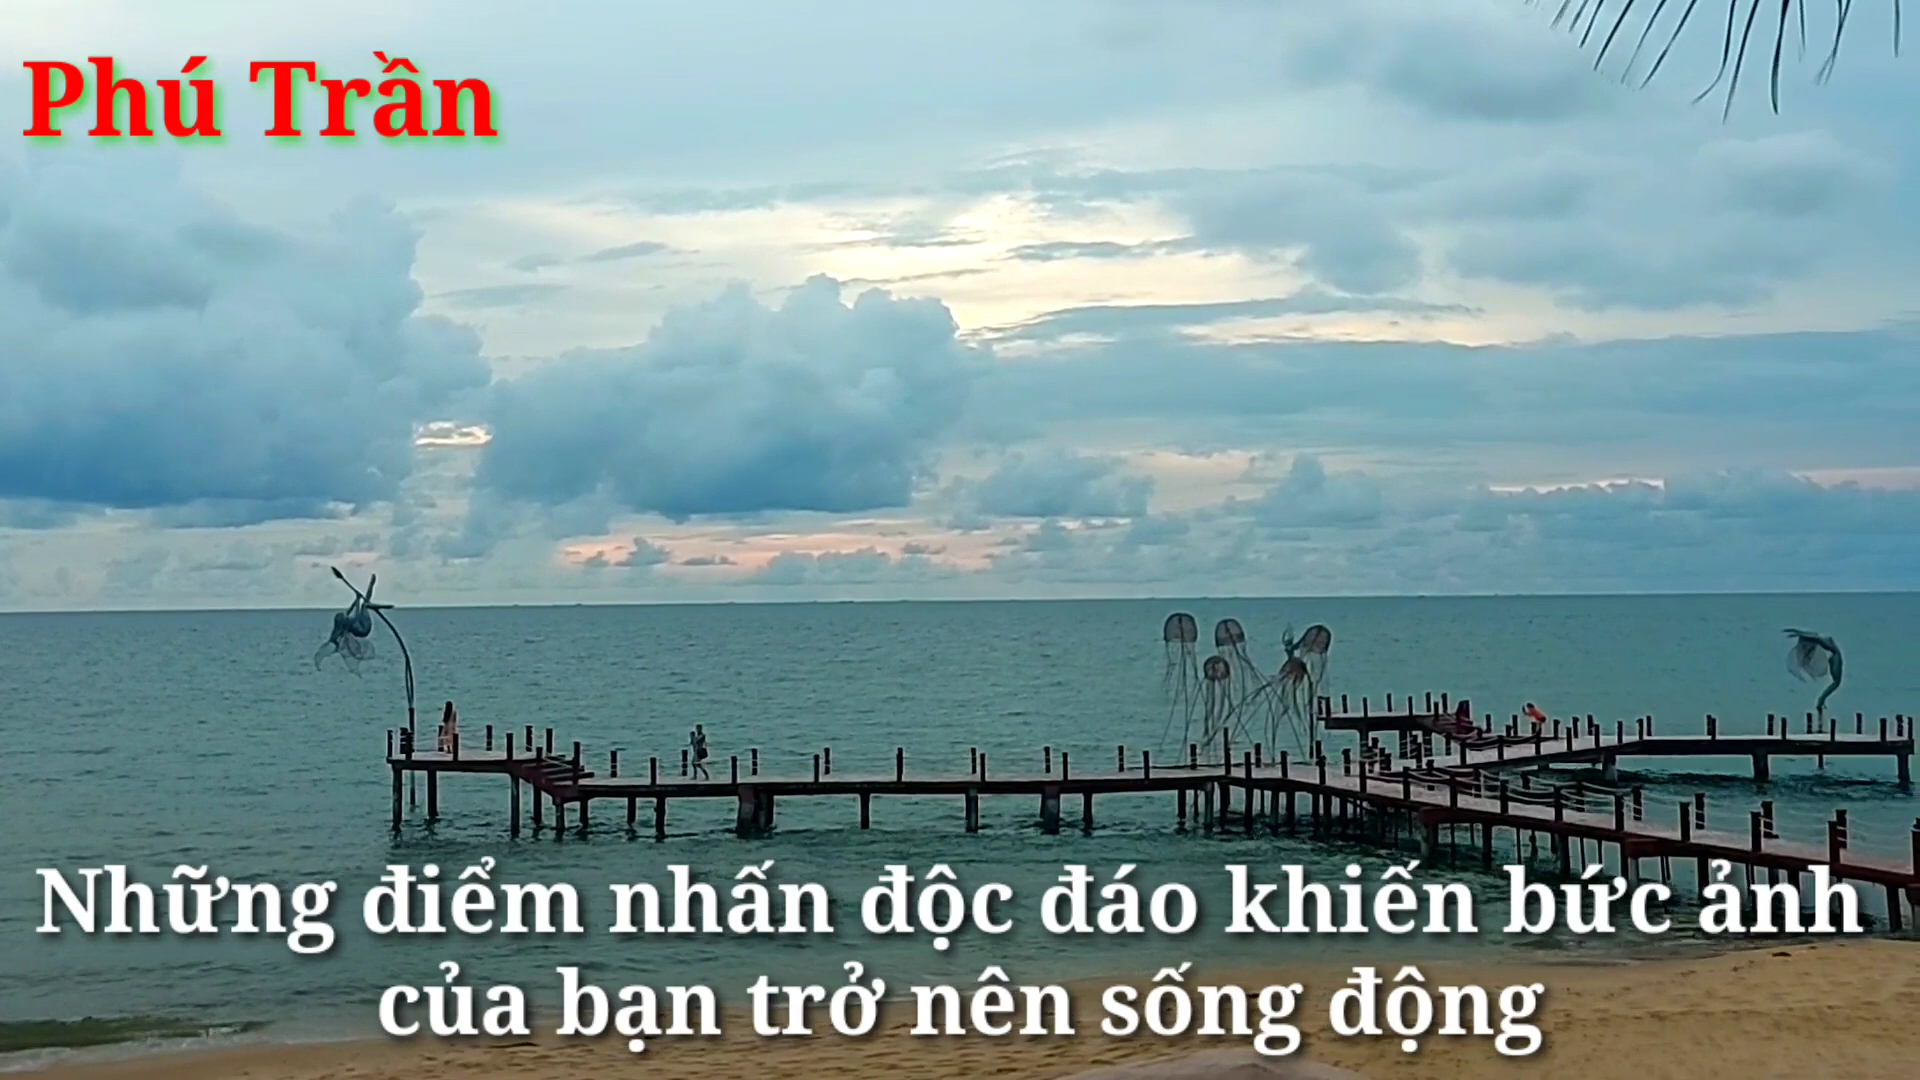 Phú Trần
Những điểm nhấn độc đáo khiến bức ảnh
của bạn trở nên sống động